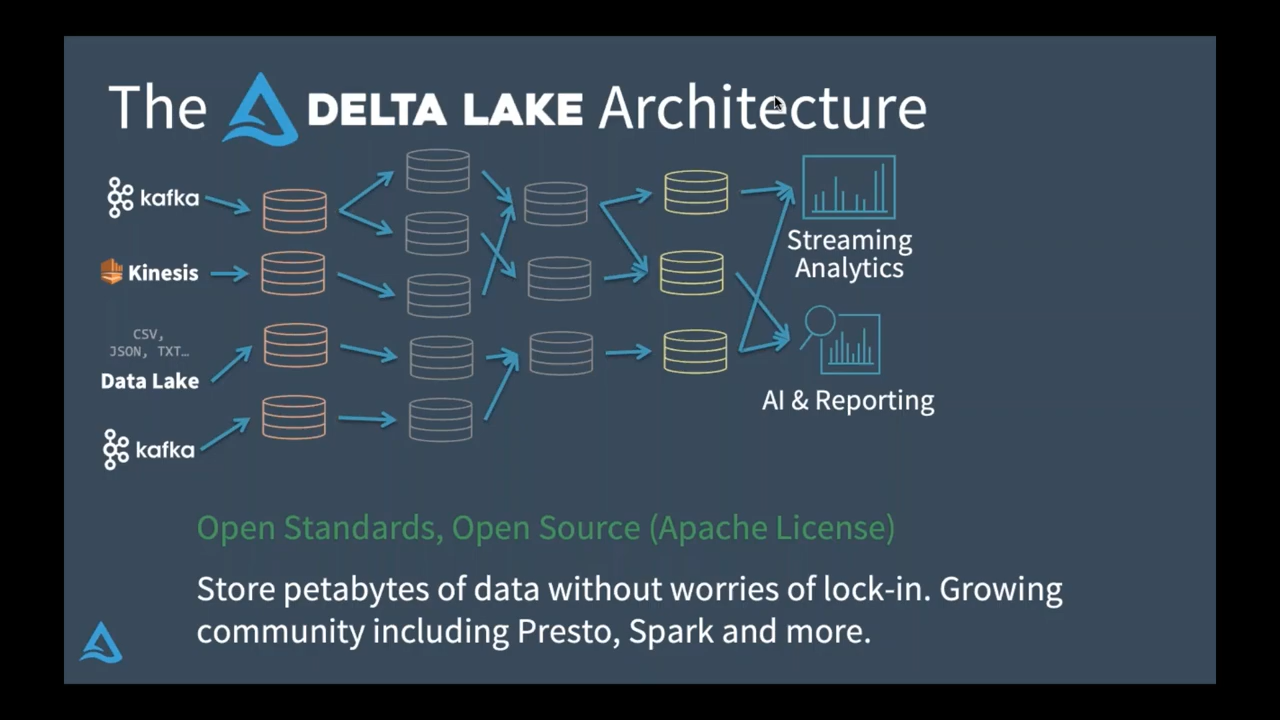 The DELTA LAKE Architecture
kafka
Kinesis
CSV,
JSON, TXT…
Data Lake
kafka
Streaming
Analytics
AI & Reporting
Open Standards, Open Source (Apache License)
Store petabytes of data without worries of lock-in. Growing
community including Presto, Spark and more.